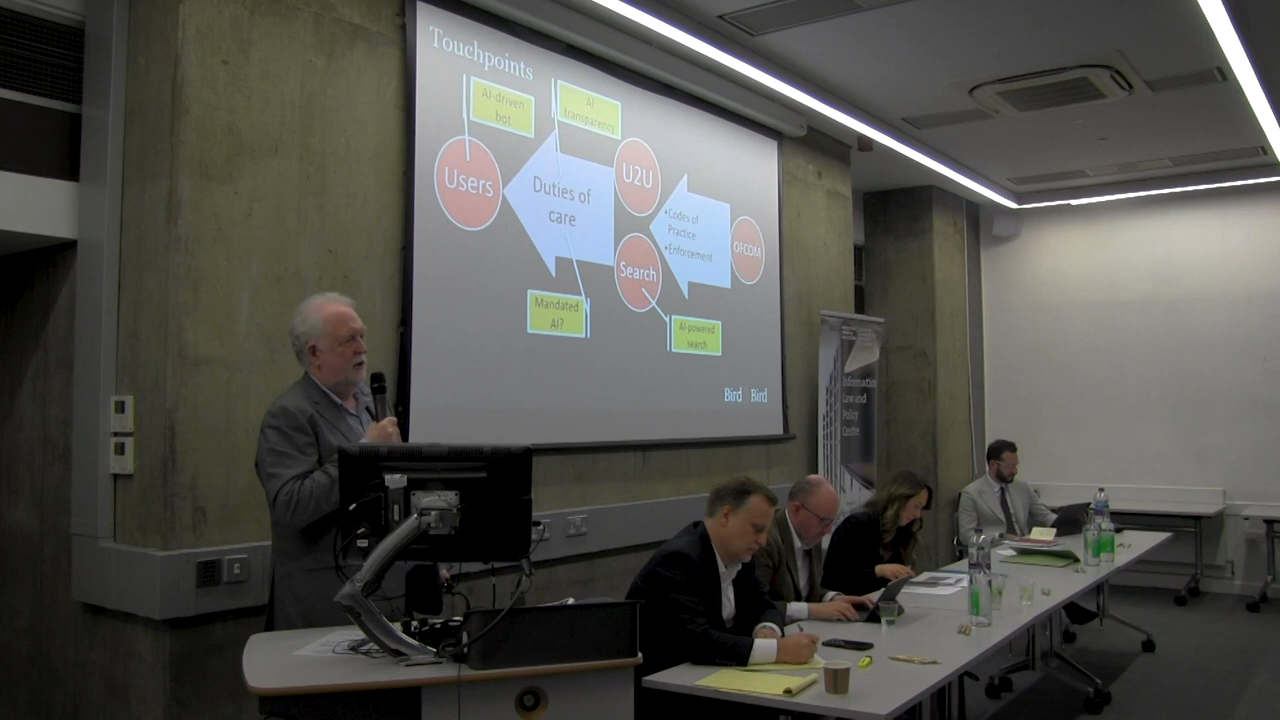 Touchpoints
AI-driven
bot
AI
transparency
Users
Duties of
care
U2U
•Codes of
Practice
•Enforcement
OFCOM
Search
Mandated
AI?
AI-powered
search
Bird Bird
Information
Law and
Policy
Centre